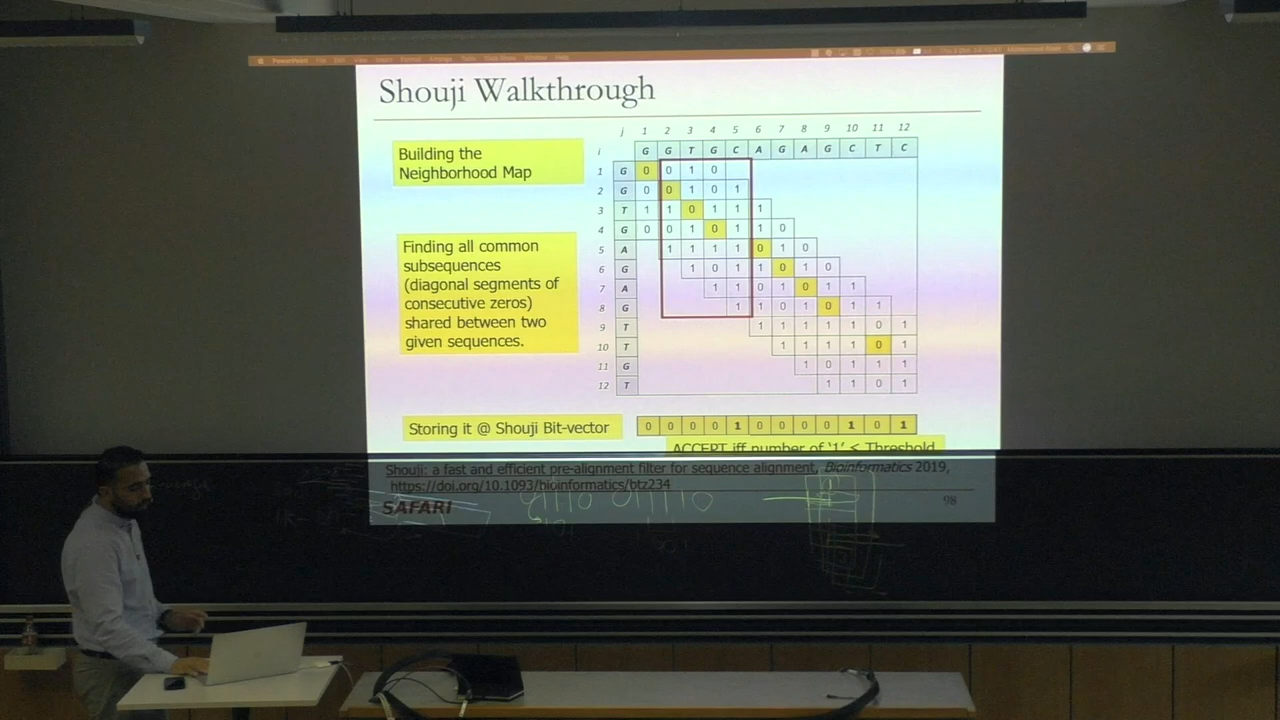 PowerPoint
Shouji Walkthrough
Building the
Neighborhood Map
Finding all common
subsequences
(diagonal segments of
consecutive zeros)
shared between two
given sequences.
j 1 2 3 4 5 6 7 8 9 10 11 12
i G G T G C A G A G C T C
1 G 0 0 1 0
2 G 0 0 1 0 1
3 T 1 1 0 1 1 1
4 G 0 0 1 0 1 1 0
5 A 1 1 1 1 0 1 0
6 G 1 0 1 1 0 1 0
7 A 1 1 0 1 0 1 1
8 G 1 1 0 1 0 1 1
9 T 1 1 1 1 1 0 1
10 T 1 1 1 1 0 1
11 G 1 0 1 1 1
12 T 1 1 0 1
Storing it @ Shouji Bit-vector
0 0 0 0 1 0 0 0 0 1 0 1
ACCEPT iff number of '1' ≤ Threshold
Shouji: a fast and efficient pre-alignment filter for sequence alignment, Bioinformatics 2019,
https://doi.org/10.1093/bioinformatics/btz234
SAFARI
98